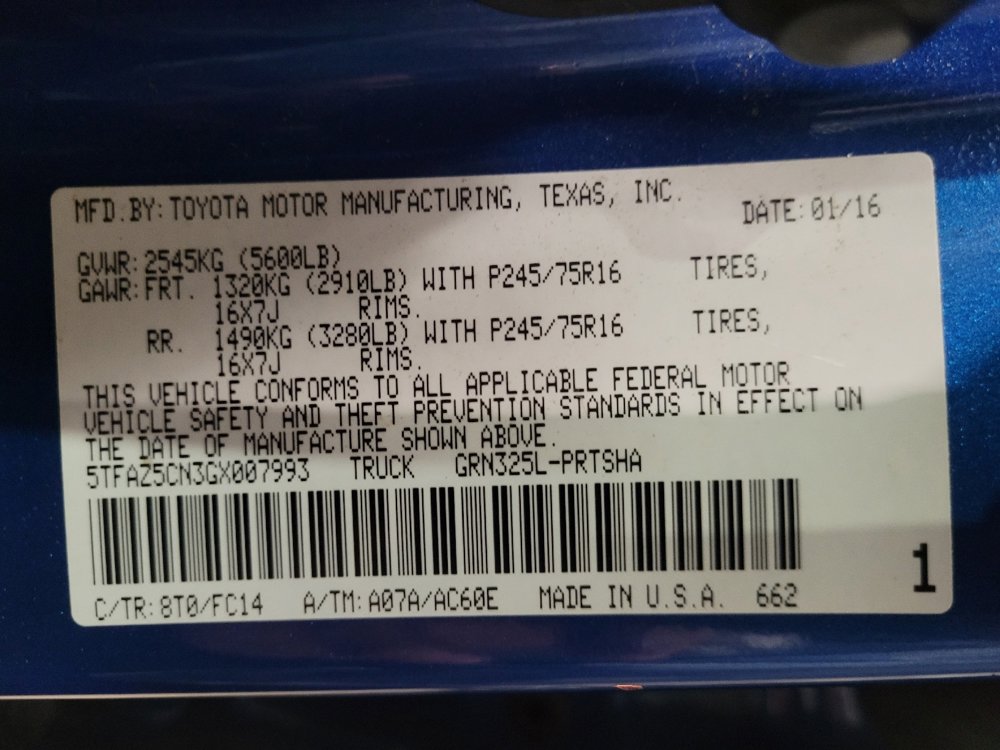 MFD.BY:TOYOTA MOTOR MANUFACTURING, TEXAS, INC. DATE:01/16
GVWR:2545KG (5600LB)
GAWR:FRT. 1320KG (2910LB) WITH P245/75R16 TIRES,
16X7J RIMS.
RR. 1490KG (3280LB) WITH P245/75R16 TIRES,
16X7J RIMS.
THIS VEHICLE CONFORMS TO ALL APPLICABLE FEDERAL MOTOR
VEHICLE SAFETY AND THEFT PREVENTION STANDARDS IN EFFECT ON
THE DATE OF MANUFACTURE SHOWN ABOVE.
5TFAZ5CN3GX007993 TRUCK GRN325L-PRTSHA
C/TR:8T0/FC14 A/TM:A07A/AC60E MADE IN U.S.A. 662
1